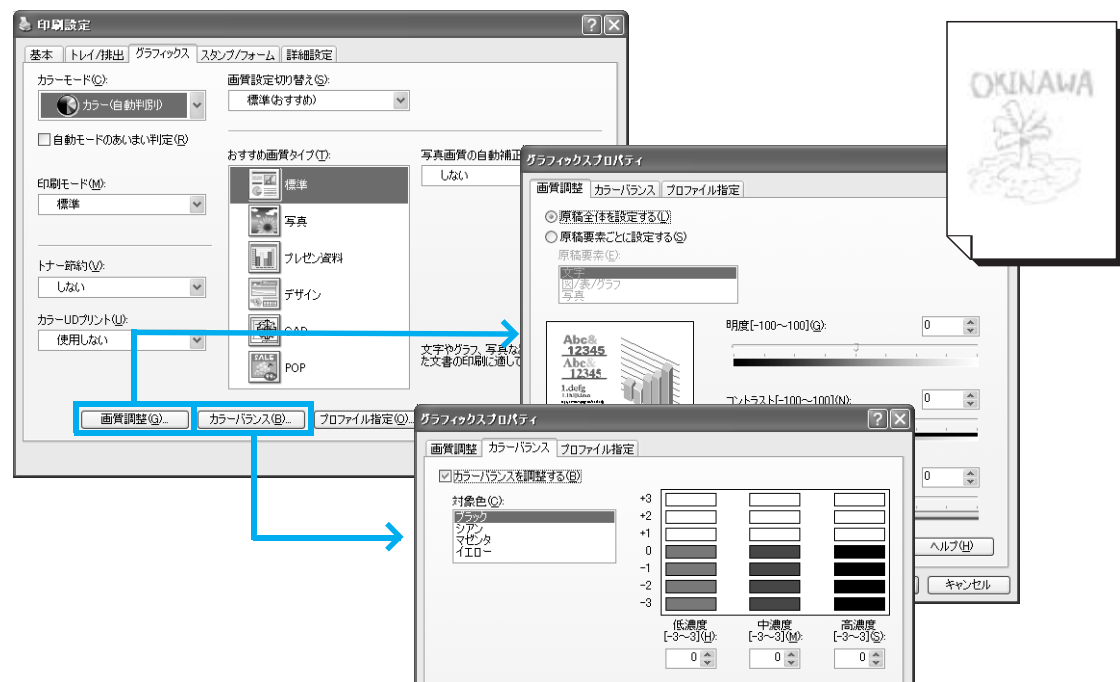 印刷設定
基本 トレイ/排出 グラフィックス スタンプ/フォーム 詳細設定
カラーモード(C):
カラー(自動判別)
自動モードのあいまい判定(R)
印刷モード(M):
標準
トナー節約(V):
しない
カラーUDプリント(U):
使用しない
画質設定切り替え(S):
標準(おすすめ)
おすすめ画質タイプ(T):
標準
写真
プレゼン資料
デザイン
CAD
POP
写真画質の自動補正
しない
文字やグラフ、写真な
た文書の印刷に適して
画質調整(G)... カラーバランス(B)... プロファイル指定(O)...
グラフィックスプロパティ
画質調整 カラーバランス プロファイル指定
原稿全体を設定する(L)
原稿要素ごとに設定する(S)
原稿要素(E):
文字
図/表/グラフ
写真
Abc&
12345
Abc&
12345
1.defg
明度[-100～100](G): 0
コントラスト[-100～100](N): 0
0
ヘルプ(H)
キャンセル
OKINAWA
グラフィックスプロパティ
画質調整 カラーバランス プロファイル指定
カラーバランスを調整する(B)
対象色(C):
ブラック
シアン
マゼンタ
イエロー
+3
+2
+1
0
-1
-2
-3
低濃度 中濃度 高濃度
[-3～3](H): [-3～3](M): [-3～3](S):
0 0 0